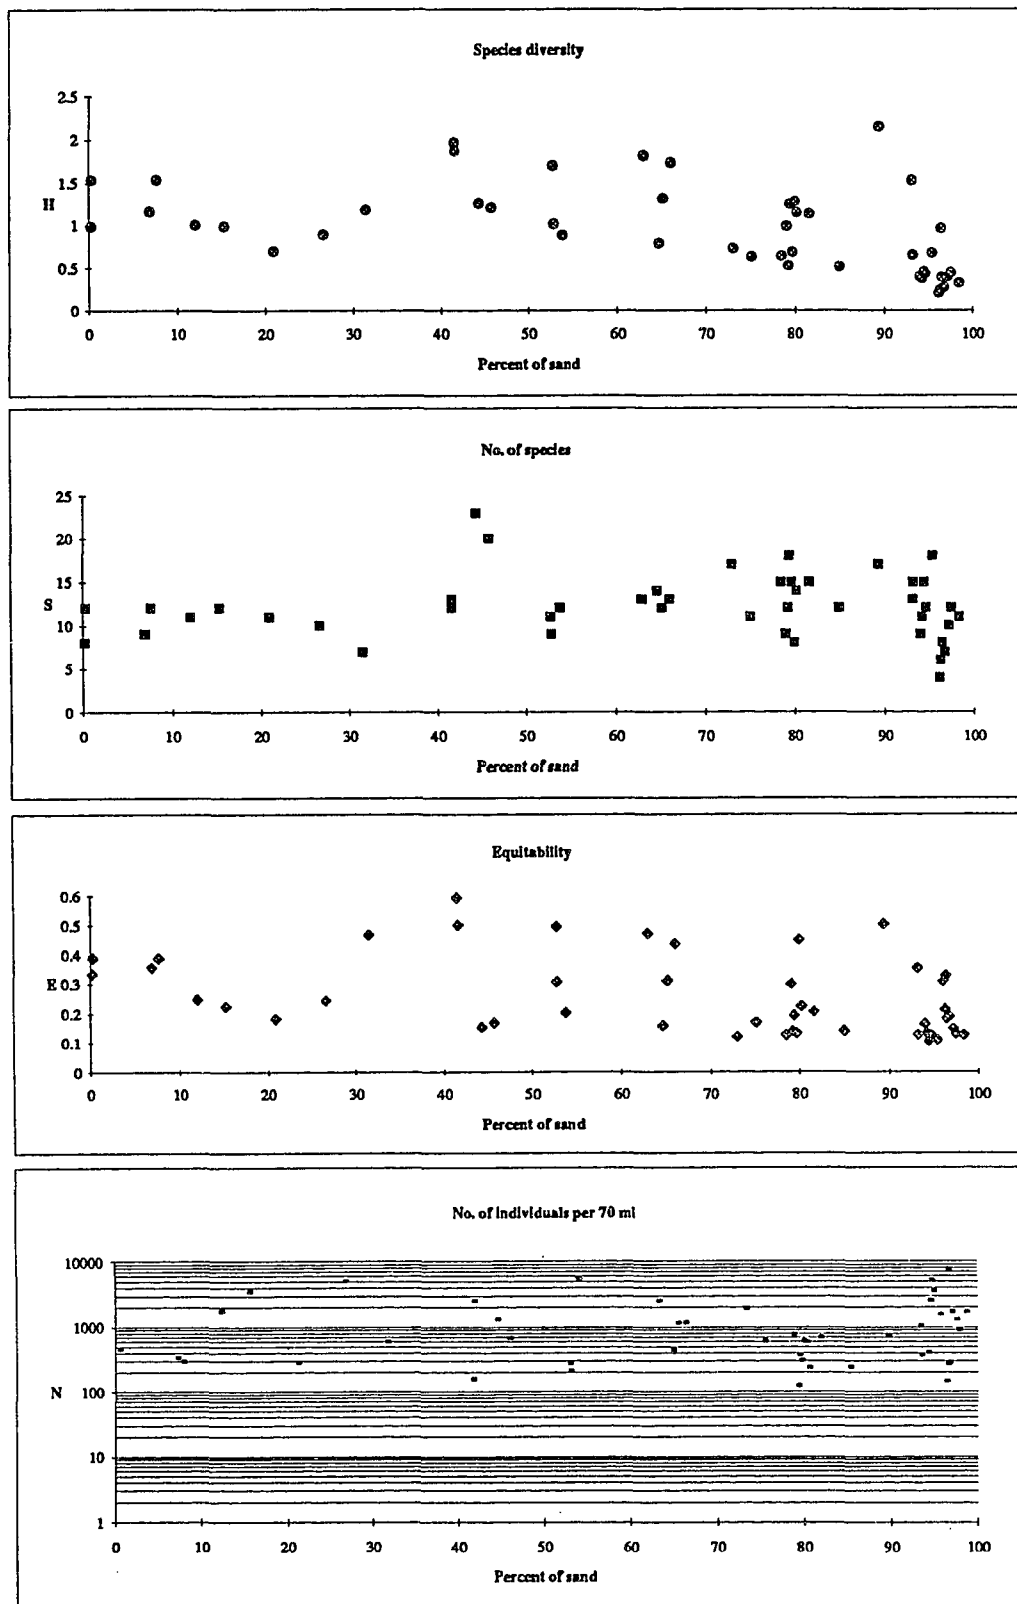 Species diversity
2.5
2
1.5
H
1
0.5
0
0 10 20 30 40 50 60 70 80 90 100
Percent of sand
No. of species
25
20
15
S
10
5
0
0 10 20 30 40 50 60 70 80 90 100
Percent of sand
Equitability
0.6
0.5
0.4
E 0.3
0.2
0.1
0
0 10 20 30 40 50 60 70 80 90 100
Percent of sand
No. of individuals per 70 ml
10000
1000
N 100
10
1
0 10 20 30 40 50 60 70 80 90 100
Percent of sand